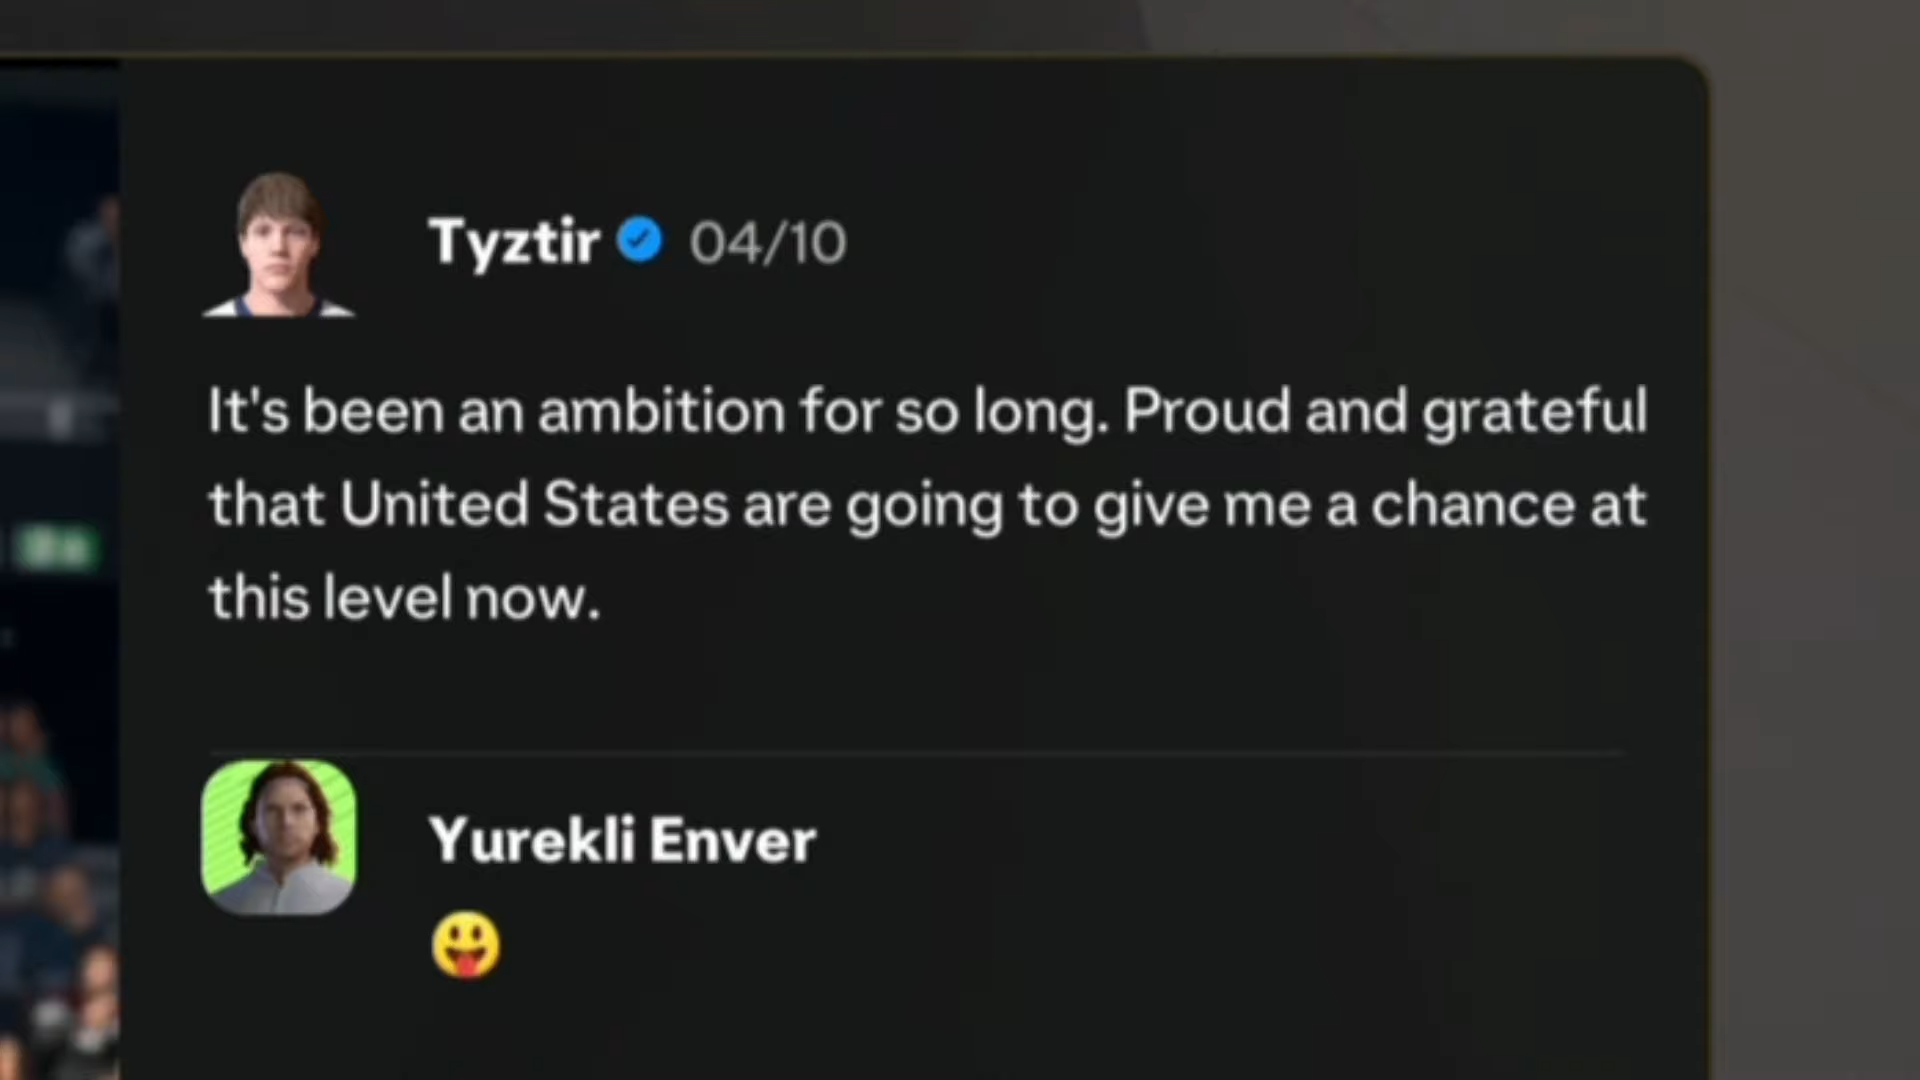 Tyztir 04/10
It's been an ambition for so long. Proud and grateful
that United States are going to give me a chance at
this level now.
Yurekli Enver
😛